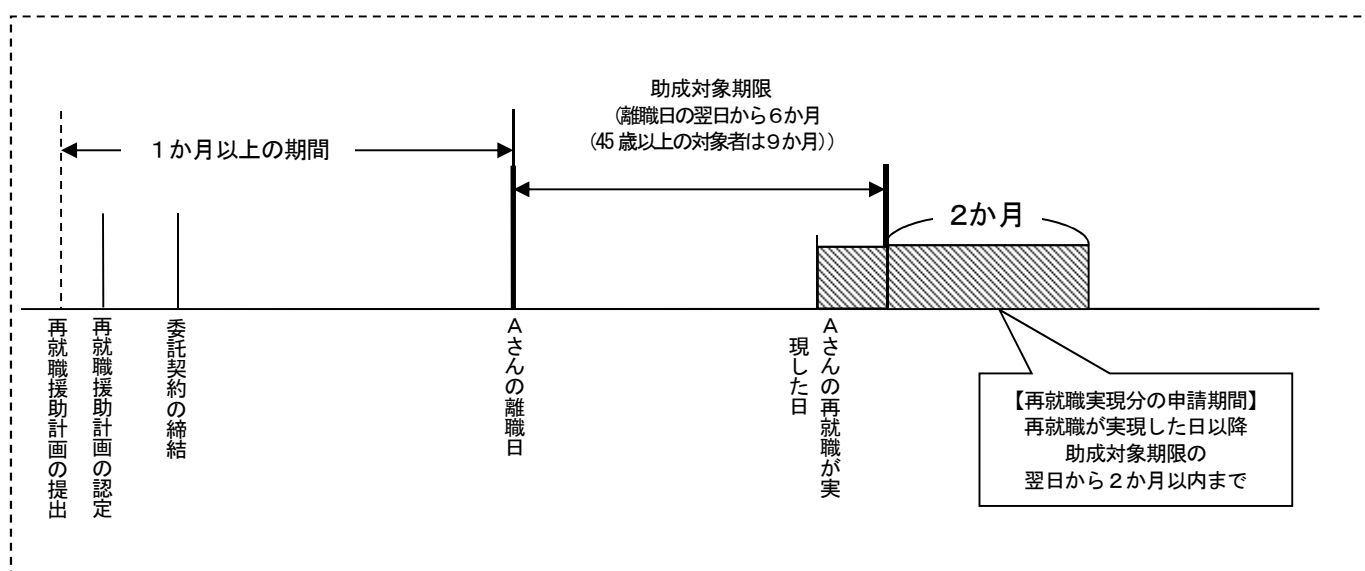 助成対象期限
(離職日の翌日から6か月
(45歳以上の対象者は9か月))
1か月以上の期間
2か月
再就職援助計画の提出
再就職援助計画の認定
委託契約の締結
Aさんの離職日
Aさんの再就職が実
現した日
【再就職実現分の申請期間】
再就職が実現した日以降
助成対象期限の
翌日から2か月以内まで